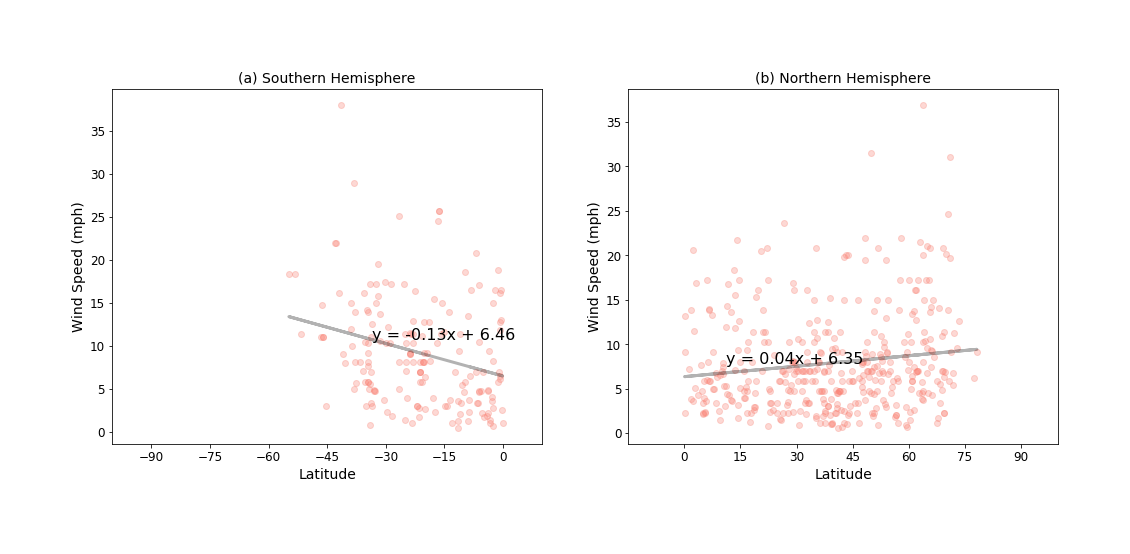 (a) Southern Hemisphere
Wind Speed (mph)
35
30
25
20
15
10
5
0
y = -0.13x + 6.46
−90 −75 −60 −45 −30 −15 0
Latitude
(b) Northern Hemisphere
Wind Speed (mph)
35
30
25
20
15
10
5
0
y = 0.04x + 6.35
0 15 30 45 60 75 90
Latitude